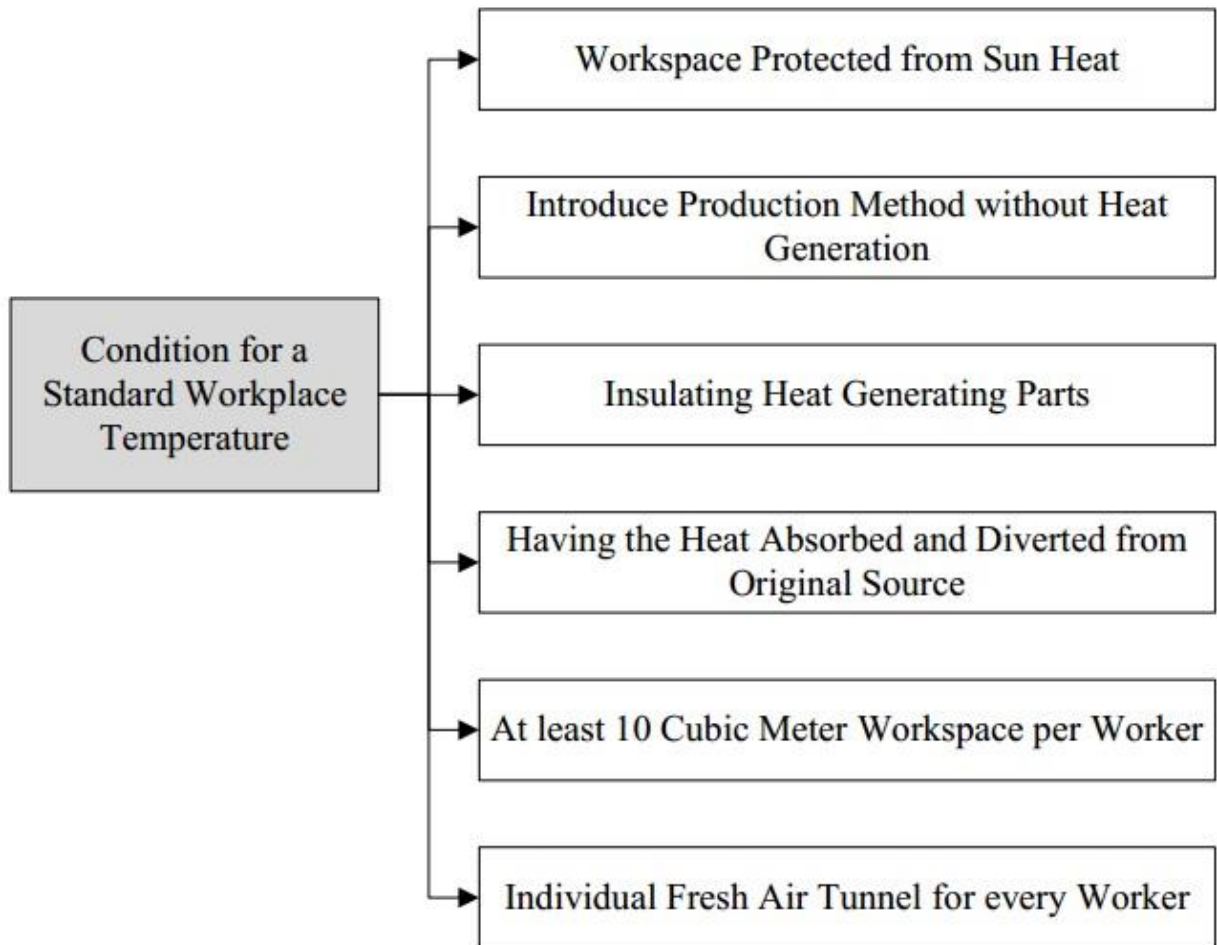 Workspace Protected from Sun Heat
Introduce Production Method without Heat
Generation
Condition for a
Standard Workplace
Temperature
Insulating Heat Generating Parts
Having the Heat Absorbed and Diverted from
Original Source
At least 10 Cubic Meter Workspace per Worker
Individual Fresh Air Tunnel for every Worker